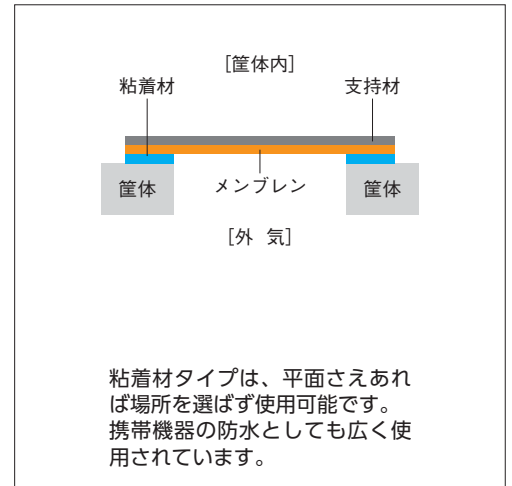 ［筐体内］
粘着材 支持材
筐体 メンブレン 筐体
［外 気］
粘着材タイプは、平面さえあれ
ば場所を選ばず使用可能です。
携帯機器の防水としても広く使
用されています。